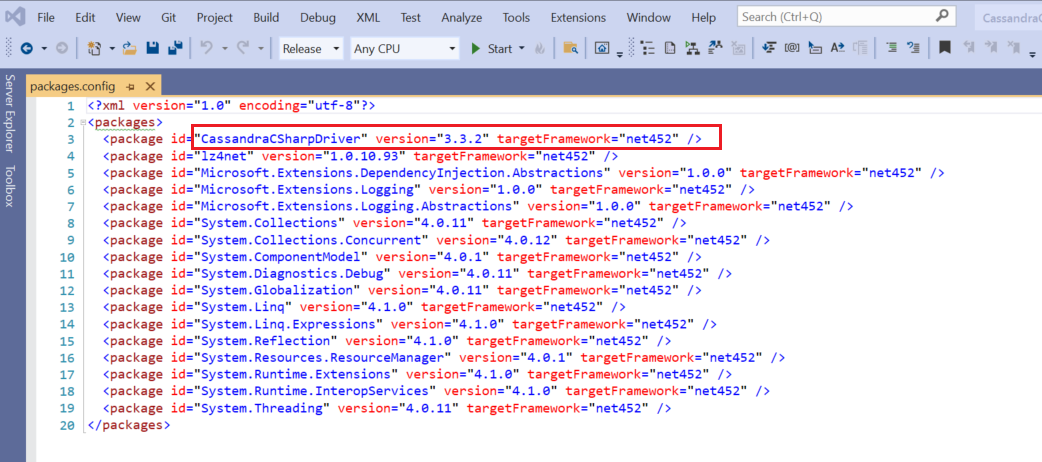 File Edit View Git Project Build Debug XML Test Analyze Tools Extensions Window Help Search (Ctrl+Q) Cassandra
Release Any CPU Start
packages.config
Server Explorer
Toolbox
1 <?xml version="1.0" encoding="utf-8"?>
2 <packages>
3 <package id="CassandraCSharpDriver" version="3.3.2" targetFramework="net452" />
4 <package id="lz4net" version="1.0.10.93" targetFramework="net452" />
5 <package id="Microsoft.Extensions.DependencyInjection.Abstractions" version="1.0.0" targetFramework="net452" />
6 <package id="Microsoft.Extensions.Logging" version="1.0.0" targetFramework="net452" />
7 <package id="Microsoft.Extensions.Logging.Abstractions" version="1.0.0" targetFramework="net452" />
8 <package id="System.Collections" version="4.0.11" targetFramework="net452" />
9 <package id="System.Collections.Concurrent" version="4.0.12" targetFramework="net452" />
10 <package id="System.ComponentModel" version="4.0.1" targetFramework="net452" />
11 <package id="System.Diagnostics.Debug" version="4.0.11" targetFramework="net452" />
12 <package id="System.Globalization" version="4.0.11" targetFramework="net452" />
13 <package id="System.Linq" version="4.1.0" targetFramework="net452" />
14 <package id="System.Linq.Expressions" version="4.1.0" targetFramework="net452" />
15 <package id="System.Reflection" version="4.1.0" targetFramework="net452" />
16 <package id="System.Resources.ResourceManager" version="4.0.1" targetFramework="net452" />
17 <package id="System.Runtime.Extensions" version="4.1.0" targetFramework="net452" />
18 <package id="System.Runtime.InteropServices" version="4.1.0" targetFramework="net452" />
19 <package id="System.Threading" version="4.0.11" targetFramework="net452" />
20 </packages>